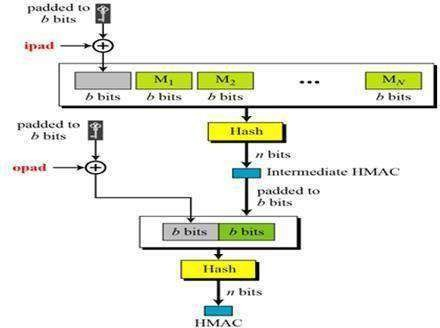 padded to
b bits
ipad
M1 M2 ... MN
b bits b bits b bits b bits
Hash
n bits
padded to
b bits
Intermediate HMAC
opad
padded to
b bits
b bits b bits
Hash
n bits
HMAC